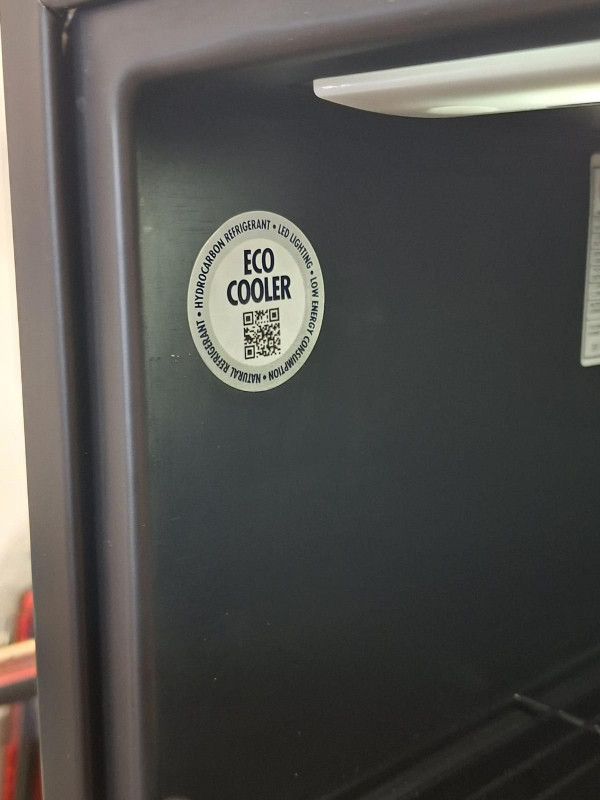 HYDROCARBON REFRIGERANT • LED LIGHTING • LOW ENERGY CONSUMPTION • NATURAL REFRIGERANT •
ECO
COOLER